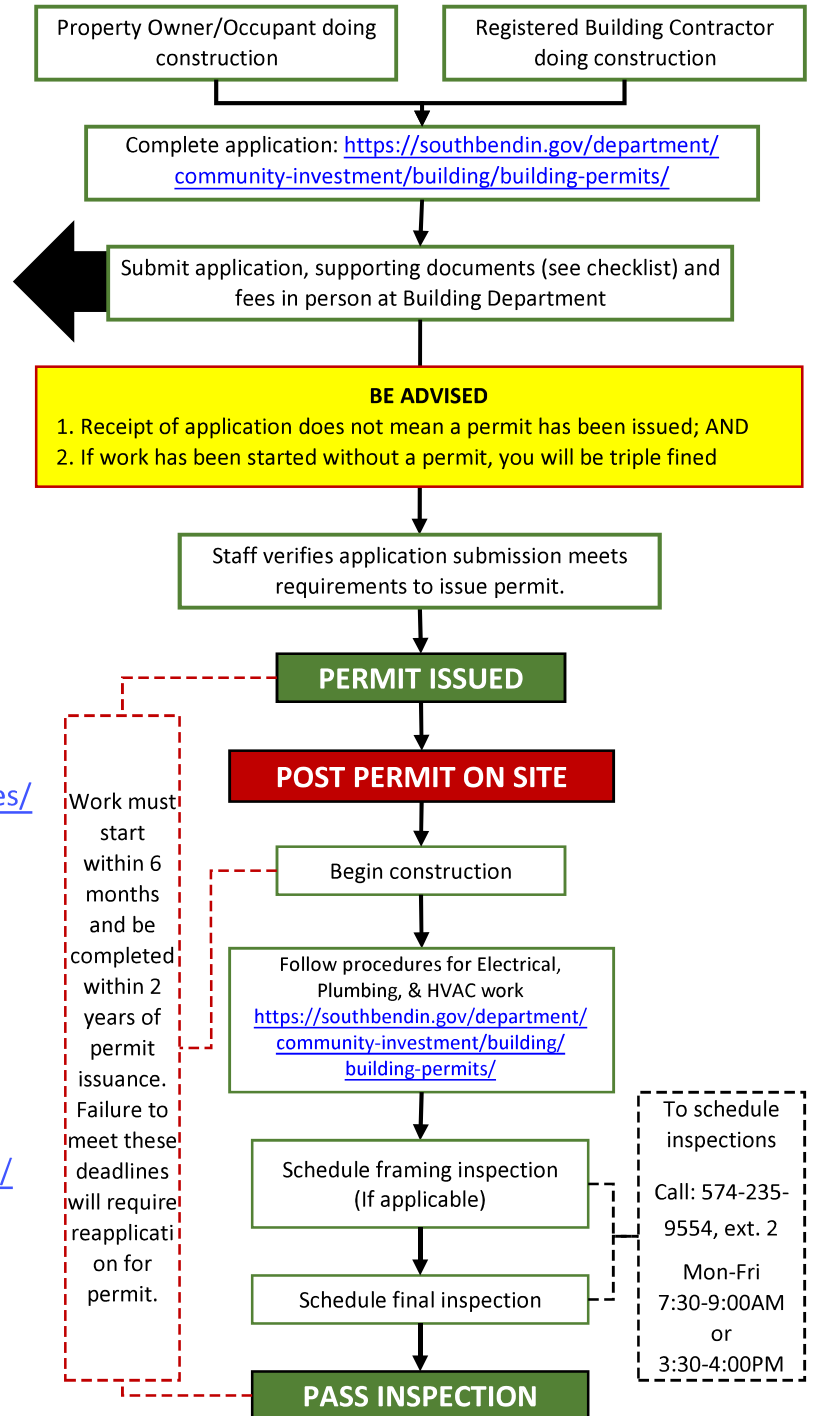 Property Owner/Occupant doing
construction
Registered Building Contractor
doing construction
Complete application: https://southbendin.gov/department/
community-investment/building/building-permits/
Submit application, supporting documents (see checklist) and
fees in person at Building Department
BE ADVISED
1. Receipt of application does not mean a permit has been issued; AND
2. If work has been started without a permit, you will be triple fined
Staff verifies application submission meets
requirements to issue permit.
PERMIT ISSUED
POST PERMIT ON SITE
es/
Work must
start
within 6
months
and be
completed
within 2
years of
permit
issuance.
Failure to
meet these
deadlines
will require
reapplicati
on for
permit.
Begin construction
Follow procedures for Electrical,
Plumbing, & HVAC work
https://southbendin.gov/department/
community-investment/building/
building-permits/
/
Schedule framing inspection
(If applicable)
Schedule final inspection
To schedule
inspections
Call: 574-235-
9554, ext. 2
Mon-Fri
7:30-9:00AM
or
3:30-4:00PM
PASS INSPECTION